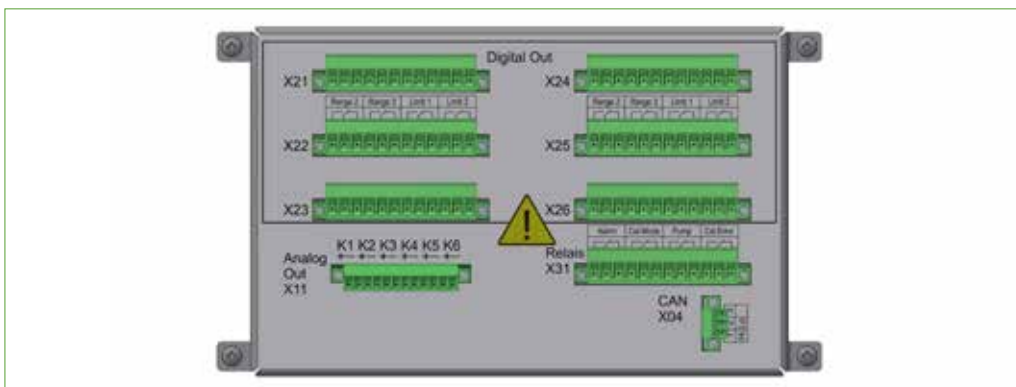 Digital Out
X21
X24
Range 2 Range 3 Limit 1 Limit 2
Range 2 Range 3 Limit 1 Limit 2
X22
X25
X23
X26
Alarm Cal.Mode Pump Cal.Error
K1 K2 K3 K4 K5 K6
+ - + - + - + - + - + -
Analog
Out
X11
Relais
X31
CAN
X04